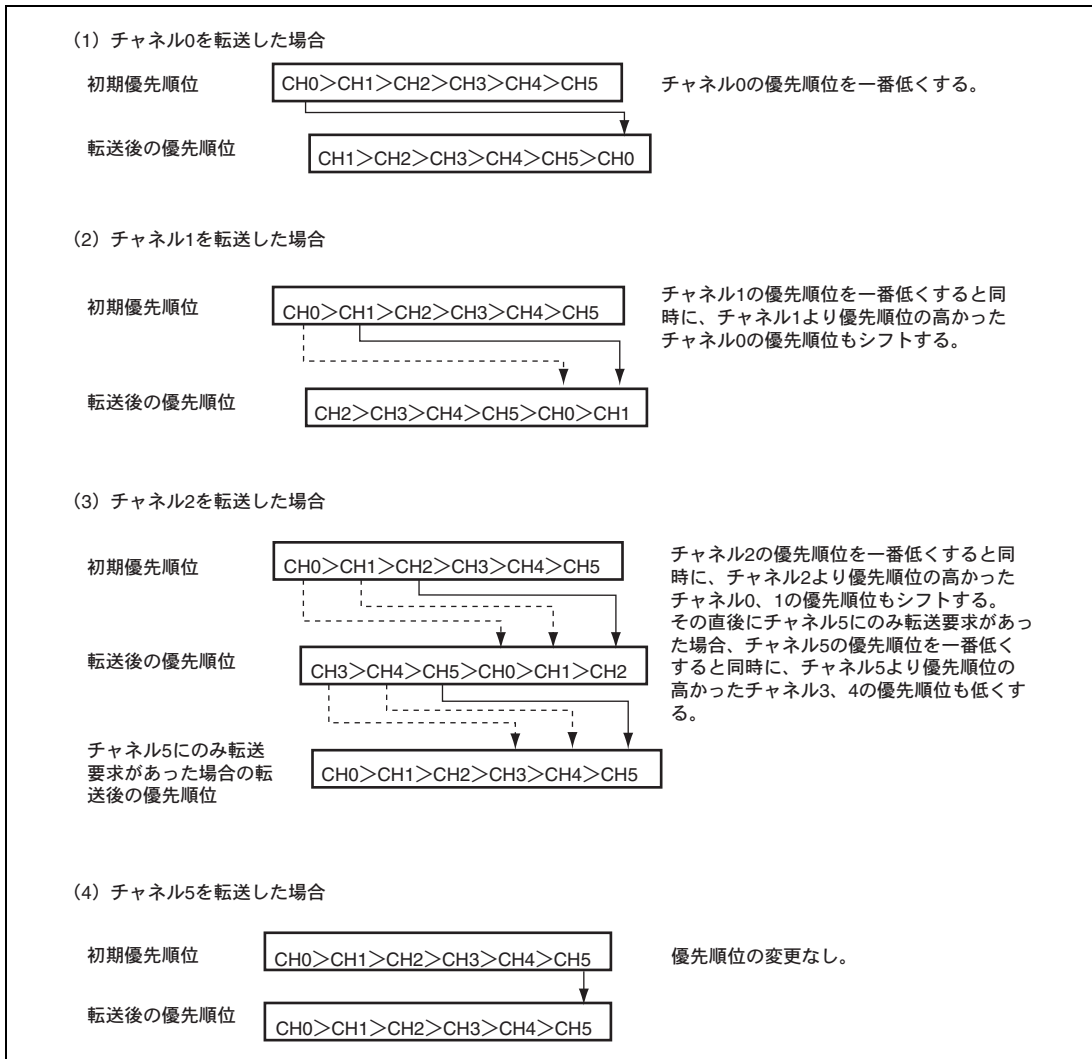 （1）チャネル0を転送した場合
初期優先順位
CH0＞CH1＞CH2＞CH3＞CH4＞CH5
チャネル0の優先順位を一番低くする。
転送後の優先順位
CH1＞CH2＞CH3＞CH4＞CH5＞CH0
（2）チャネル1を転送した場合
初期優先順位
CH0＞CH1＞CH2＞CH3＞CH4＞CH5
チャネル1の優先順位を一番低くすると同
時に、チャネル1より優先順位の高かった
チャネル0の優先順位もシフトする。
転送後の優先順位
CH2＞CH3＞CH4＞CH5＞CH0＞CH1
（3）チャネル2を転送した場合
初期優先順位
CH0＞CH1＞CH2＞CH3＞CH4＞CH5
チャネル2の優先順位を一番低くすると同
時に、チャネル2より優先順位の高かった
チャネル0、1の優先順位もシフトする。
その直後にチャネル5にのみ転送要求があっ
た場合、チャネル5の優先順位を一番低く
すると同時に、チャネル5より優先順位の
高かったチャネル3、4の優先順位も低くす
る。
転送後の優先順位
CH3＞CH4＞CH5＞CH0＞CH1＞CH2
チャネル5にのみ転送
要求があった場合の転
送後の優先順位
CH0＞CH1＞CH2＞CH3＞CH4＞CH5
（4）チャネル5を転送した場合
初期優先順位
CH0＞CH1＞CH2＞CH3＞CH4＞CH5
優先順位の変更なし。
転送後の優先順位
CH0＞CH1＞CH2＞CH3＞CH4＞CH5